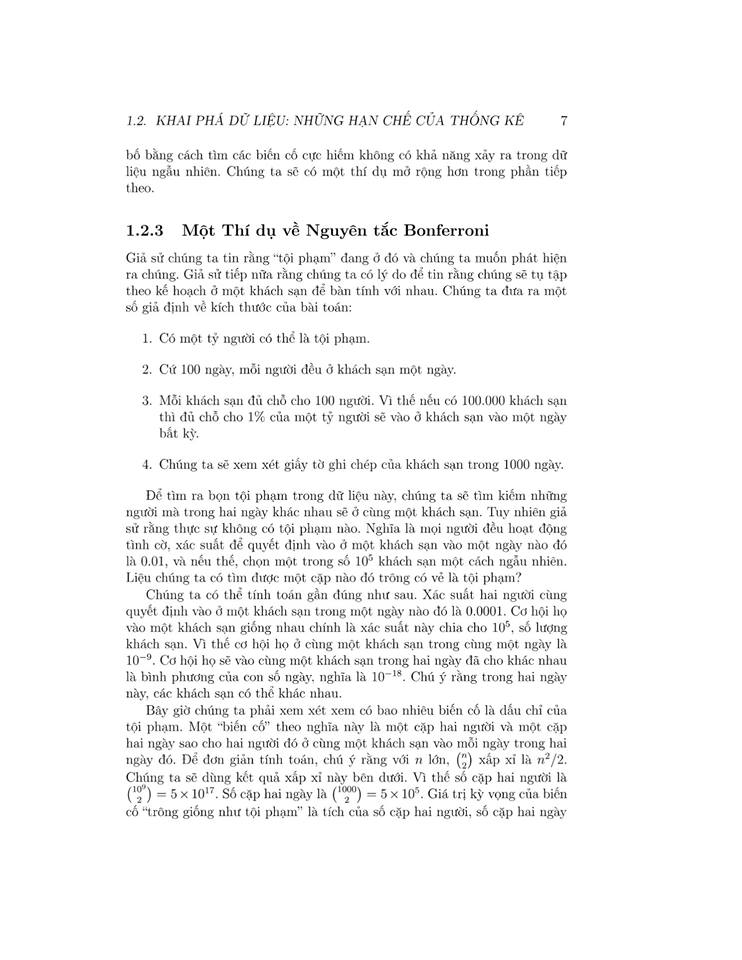 1.2. KHAI PHÁ DỮ LIỆU: NHỮNG HẠN CHẾ CỦA THỐNG KÊ 7
bố bằng cách tìm các biến cố cực hiếm không có khả năng xảy ra trong dữ
liệu ngẫu nhiên. Chúng ta sẽ có một thí dụ mở rộng hơn trong phần tiếp
theo.
1.2.3 Một Thí dụ về Nguyên tắc Bonferroni
Giả sử chúng ta tin rằng “tội phạm” đang ở đó và chúng ta muốn phát hiện
ra chúng. Giả sử tiếp nữa rằng chúng ta có lý do để tin rằng chúng sẽ tụ tập
theo kế hoạch ở một khách sạn để bàn tính với nhau. Chúng ta đưa ra một
số giả định về kích thước của bài toán:
1. Có một tỷ người có thể là tội phạm.
2. Cứ 100 ngày, mỗi người đều ở khách sạn một ngày.
3. Mỗi khách sạn đủ chỗ cho 100 người. Vì thế nếu có 100.000 khách sạn
thì đủ chỗ cho 1% của một tỷ người sẽ vào ở khách sạn vào một ngày
bất kỳ.
4. Chúng ta sẽ xem xét giấy tờ ghi chép của khách sạn trong 1000 ngày.
Để tìm ra bọn tội phạm trong dữ liệu này, chúng ta sẽ tìm kiếm những
người mà trong hai ngày khác nhau sẽ ở cùng một khách sạn. Tuy nhiên giả
sử rằng thực sự không có tội phạm nào. Nghĩa là mọi người đều hoạt động
tình cờ, xác suất để quyết định vào ở một khách sạn vào một ngày nào đó
là 0.01, và nếu thế, chọn một trong số 10⁵ khách sạn một cách ngẫu nhiên.
Liệu chúng ta có tìm được một cặp nào đó trông có vẻ là tội phạm?
Chúng ta có thể tính toán gần đúng như sau. Xác suất hai người cùng
quyết định vào ở một khách sạn trong một ngày nào đó là 0.0001. Cơ hội họ
vào một khách sạn giống nhau chính là xác suất này chia cho 10⁵, số lượng
khách sạn. Vì thế cơ hội họ ở cùng một khách sạn trong cùng một ngày là
10⁻⁹. Cơ hội họ sẽ vào cùng một khách sạn trong hai ngày đã cho khác nhau
là bình phương của con số ngày, nghĩa là 10⁻¹⁸. Chú ý rằng trong hai ngày
này, các khách sạn có thể khác nhau.
Bây giờ chúng ta phải xem xét xem có bao nhiêu biến cố là dấu chỉ của
tội phạm. Một “biến cố” theo nghĩa này là một cặp hai người và một cặp
hai ngày sao cho hai người đó ở cùng một khách sạn vào mỗi ngày trong hai
ngày đó. Để đơn giản tính toán, chú ý rằng với n lớn, (n 2) xấp xỉ là n²/2.
Chúng ta sẽ dùng kết quả xấp xỉ này bên dưới. Vì thế số cặp hai người là
(10⁹ 2) = 5 × 10¹⁷. Số cặp hai ngày là (1000 2) = 5 × 10⁵. Giá trị kỳ vọng của biến
cố “trông giống như tội phạm” là tích của số cặp hai người, số cặp hai ngày